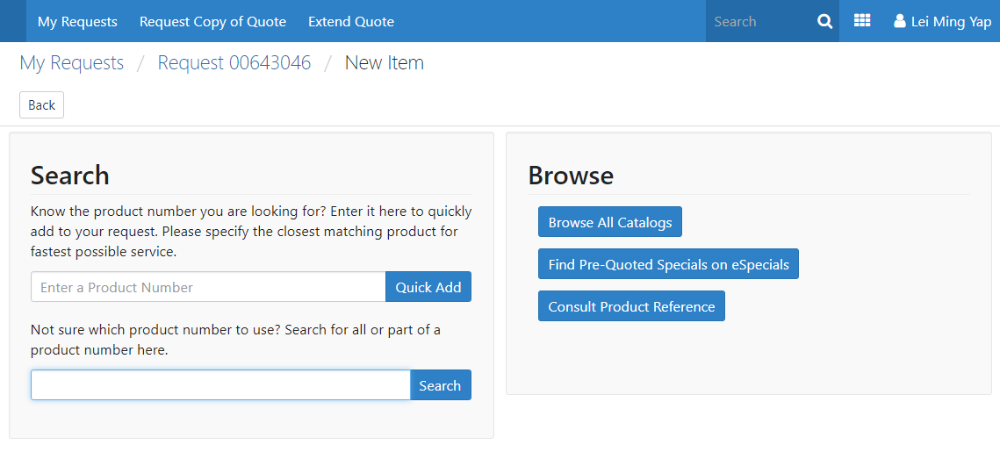 My Requests Request Copy of Quote Extend Quote Search Lei Ming Yap
My Requests / Request 00643046 / New Item
Back
Search
Know the product number you are looking for? Enter it here to quickly
add to your request. Please specify the closest matching product for
fastest possible service.
Enter a Product Number Quick Add
Not sure which product number to use? Search for all or part of a
product number here.
Search
Browse
Browse All Catalogs
Find Pre-Quoted Specials on eSpecials
Consult Product Reference